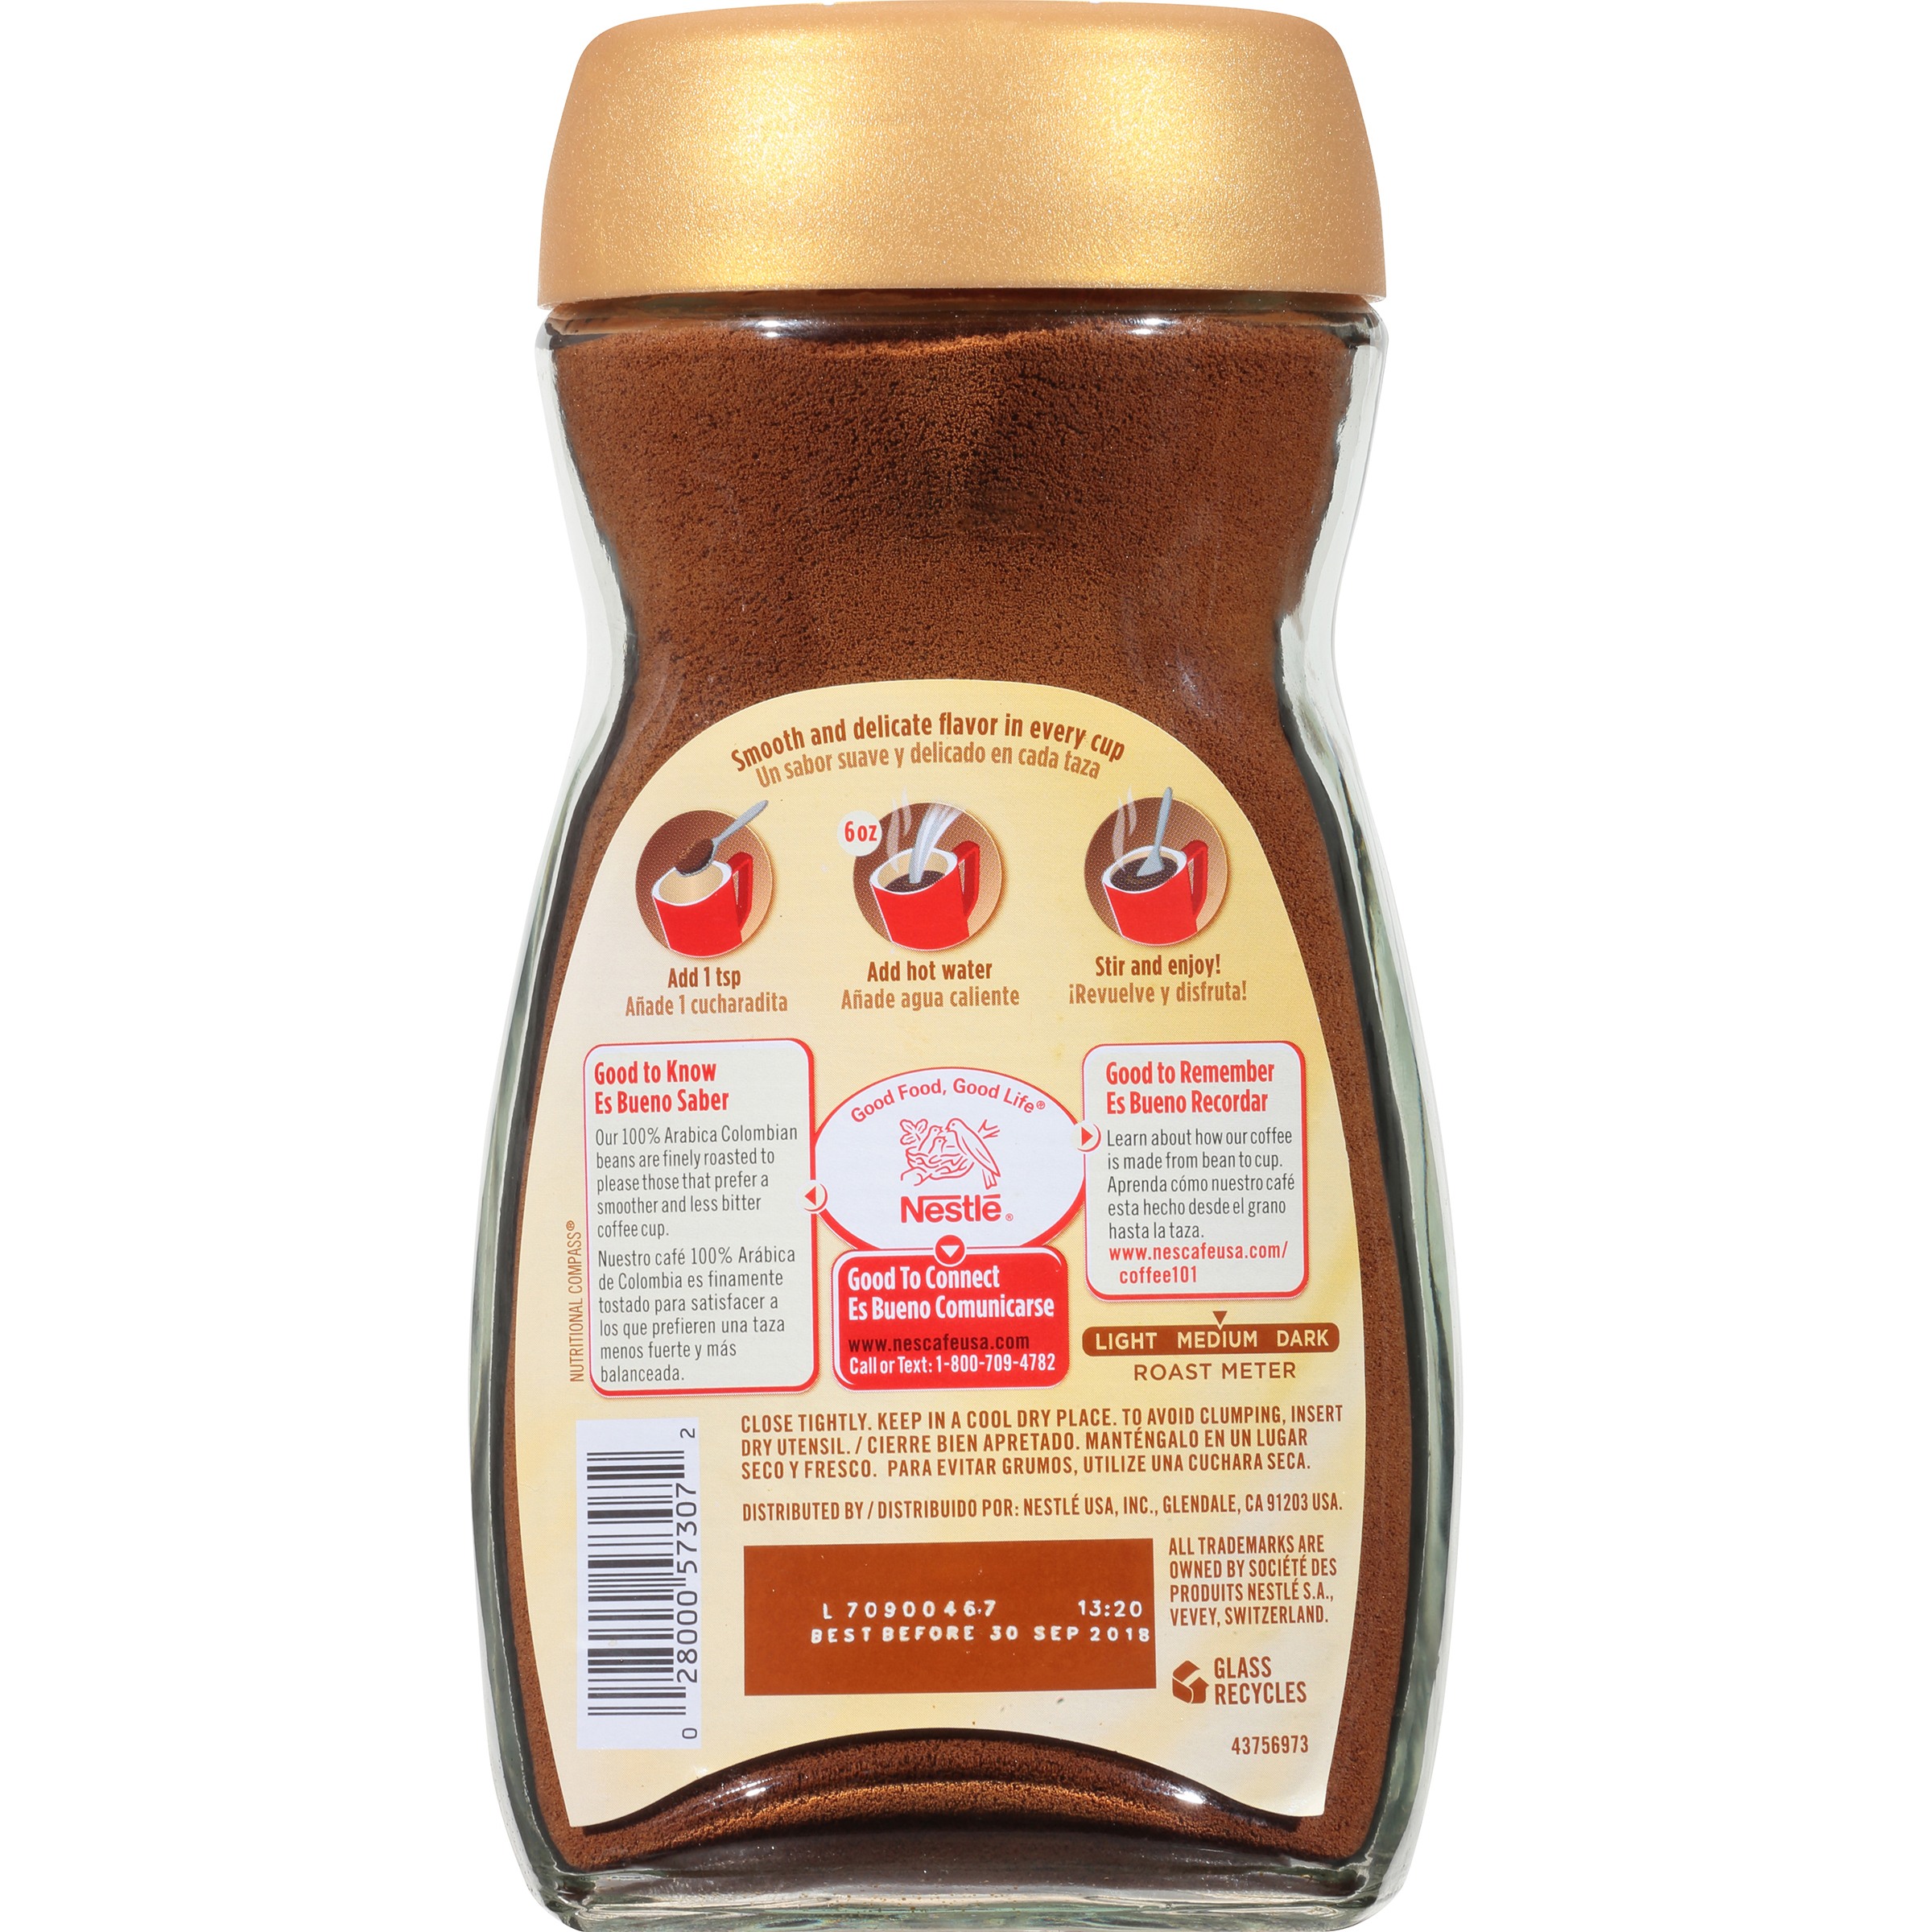 Smooth and delicate flavor in every cup
Un sabor suave y delicado en cada taza
6oz
Add 1 tsp
Añade 1 cucharadita
Add hot water
Añade agua caliente
Stir and enjoy!
¡Revuelve y disfruta!
NUTRITIONAL COMPASS®
Good to Know
Es Bueno Saber
Our 100% Arabica Colombian
beans are finely roasted to
please those that prefer a
smoother and less bitter
coffee cup.
Nuestro café 100% Arábica
de Colombia es finamente
tostado para satisfacer a
los que prefieren una taza
menos fuerte y más
balanceada.
Good Food, Good Life®
Nestlé®
Good To Connect
Es Bueno Comunicarse
www.nescafeusa.com
Call or Text: 1-800-709-4782
Good to Remember
Es Bueno Recordar
Learn about how our coffee
is made from bean to cup.
Aprenda cómo nuestro café
esta hecho desde el grano
hasta la taza.
www.nescafeusa.com/
coffee101
LIGHT MEDIUM DARK
ROAST METER
CLOSE TIGHTLY. KEEP IN A COOL DRY PLACE. TO AVOID CLUMPING, INSERT
DRY UTENSIL. / CIERRE BIEN APRETADO. MANTÉNGALO EN UN LUGAR
SECO Y FRESCO. PARA EVITAR GRUMOS, UTILIZE UNA CUCHARA SECA.
DISTRIBUTED BY / DISTRIBUIDO POR: NESTLÉ USA, INC., GLENDALE, CA 91203 USA.
0 28000 57307 2
L 70900467 13:20
BEST BEFORE 30 SEP 2018
ALL TRADEMARKS ARE
OWNED BY SOCIÉTÉ DES
PRODUITS NESTLÉ S.A.,
VEVEY, SWITZERLAND.
GLASS
RECYCLES
43756973